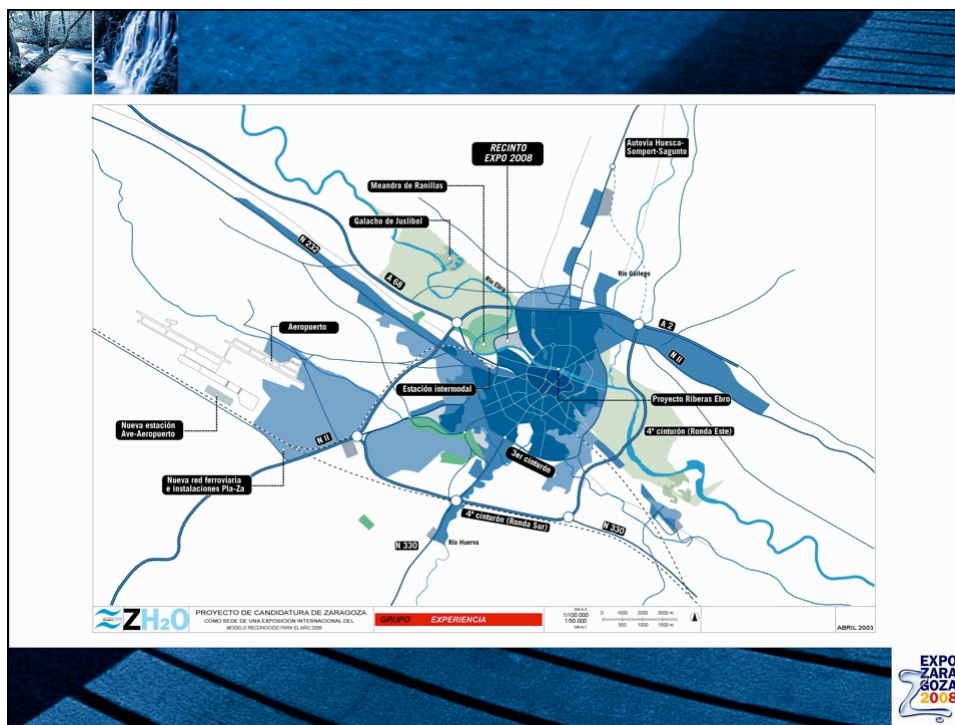 Autovía Huesca-
Somport-Sagunto
RECINTO
EXPO 2008
Meandro de Ranillas
Galacho de Juslibol
N 232
A 68
Río Ebro
Río Gallego
Aeropuerto
A 2
N II
Estación intermodal
Proyecto Riberas Ebro
Nueva estación
Ave-Aeropuerto
N II
4º cinturón (Ronda Este)
3er cinturón
Nueva red ferroviaria
e instalaciones Pla-Za
4º cinturón (Ronda Sur)
N 330
N 330
Río Huerva
ZH2O
PROYECTO DE CANDIDATURA DE ZARAGOZA
COMO SEDE DE UNA EXPOSICIÓN INTERNACIONAL DEL
MODELO RECONOCIDO PARA EL AÑO 2008
GRUPO EXPERIENCIA
1/100.000
1/50.000
0 1000 2000 3000 m
500 1000 1500 m
ABRIL 2003
EXPO
ZARA
GOZA
2008